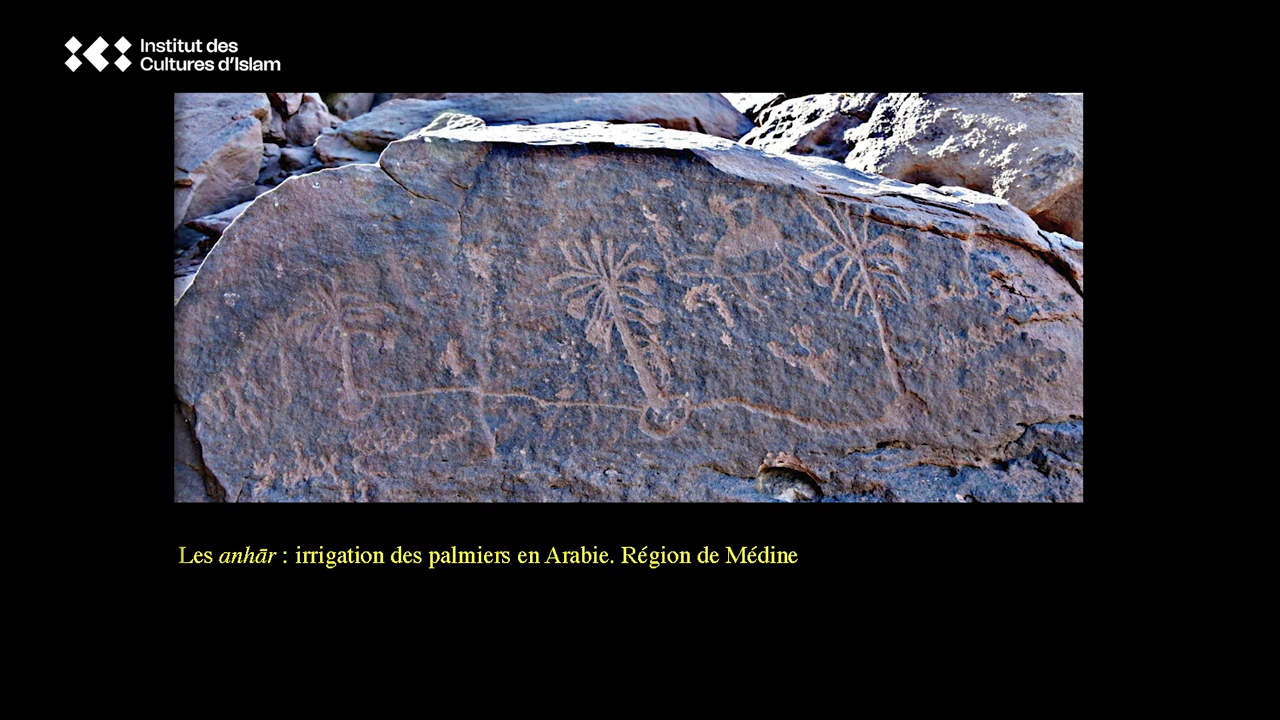 Institut des
Cultures d'Islam
Les anhār : irrigation des palmiers en Arabie. Région de Médine